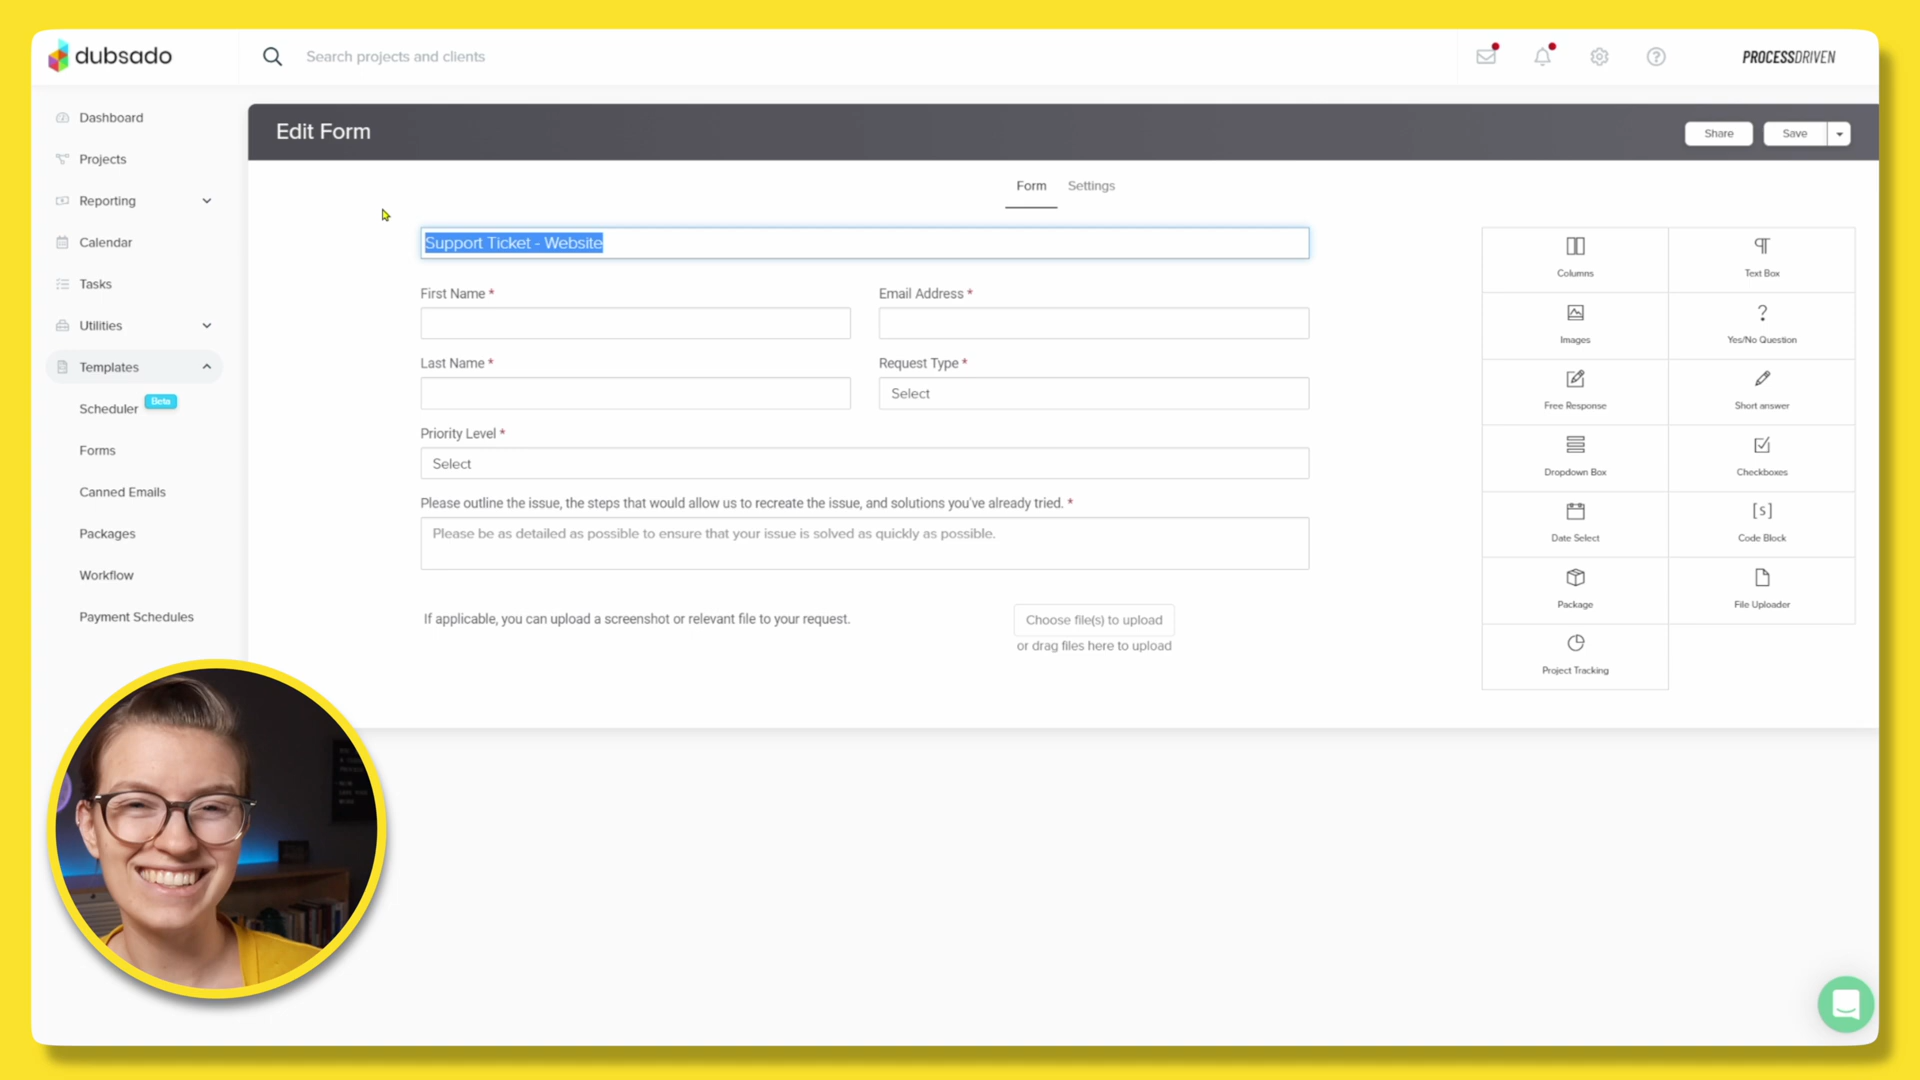 dubsado
Search projects and clients
PROCESSDRIVEN
Dashboard
Projects
Reporting
Calendar
Tasks
Utilities
Templates
Scheduler Beta
Forms
Canned Emails
Packages
Workflow
Payment Schedules
Edit Form
Share
Save
Form
Settings
Support Ticket - Website
First Name *
Email Address *
Last Name *
Request Type *
Select
Priority Level *
Select
Please outline the issue, the steps that would allow us to recreate the issue, and solutions you've already tried. *
Please be as detailed as possible to ensure that your issue is solved as quickly as possible.
If applicable, you can upload a screenshot or relevant file to your request.
Choose file(s) to upload
or drag files here to upload
Columns
Text Box
Images
?
Yes/No Question
Free Response
Short answer
Dropdown Box
Checkboxes
Date Select
[s]
Code Block
Package
File Uploader
Project Tracking